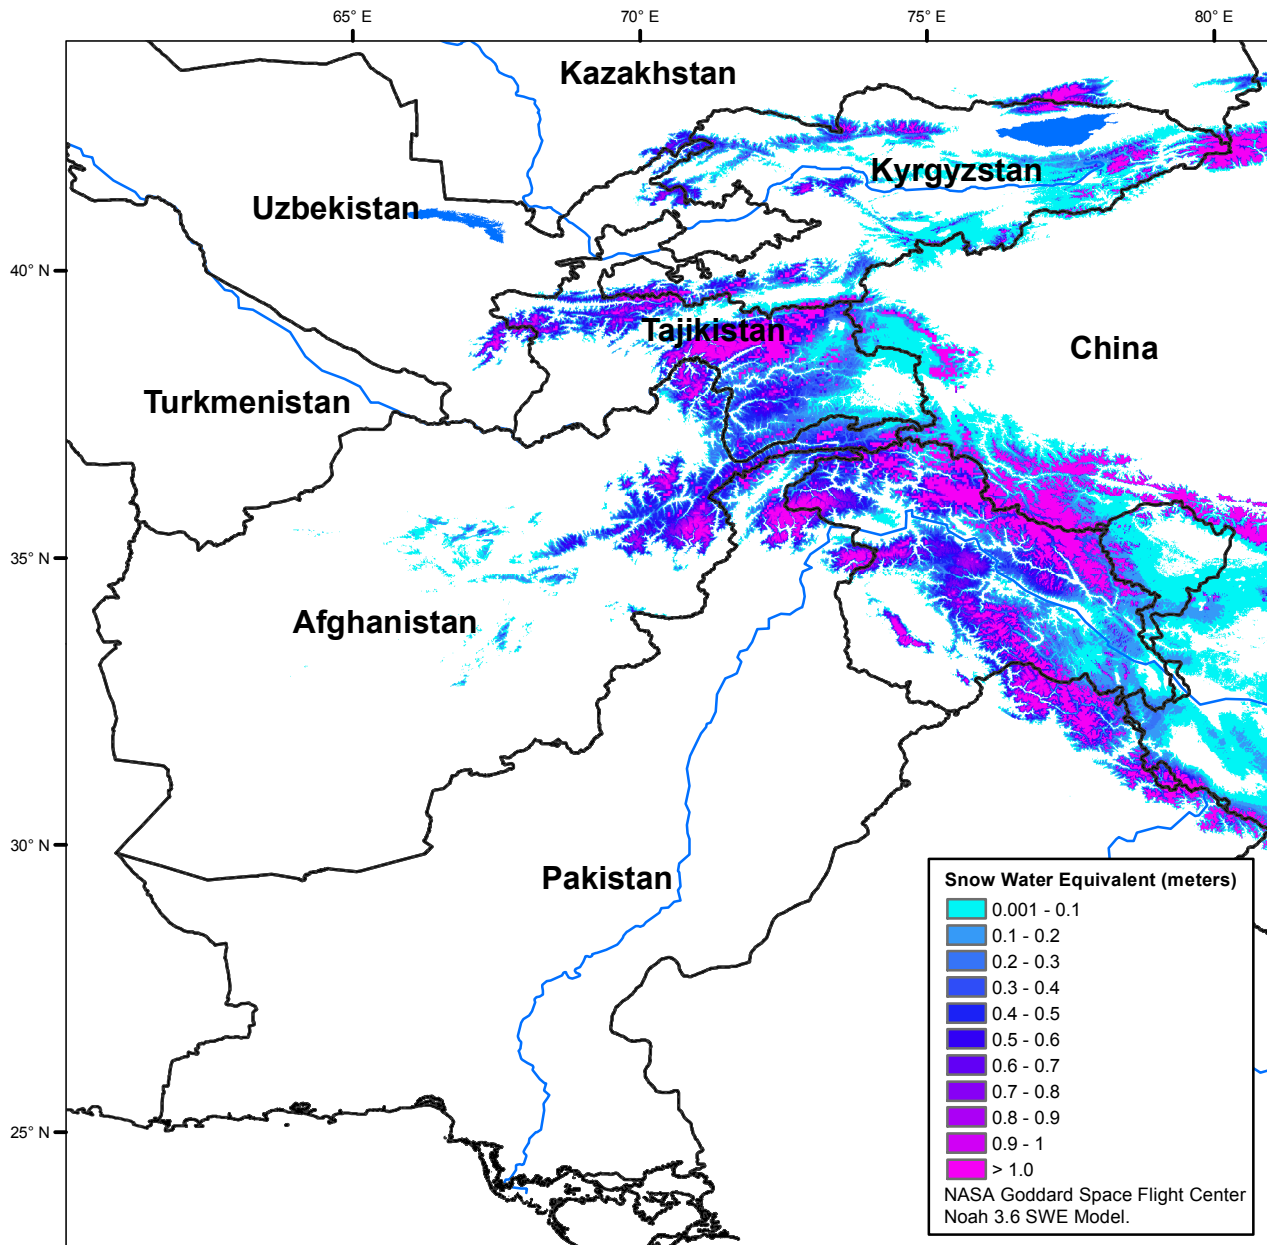 65° E
70° E
75° E
80° E
Kazakhstan
Kyrgyzstan
Uzbekistan
40° N
Tajikistan
China
Turkmenistan
35° N
Afghanistan
30° N
Pakistan
25° N
Snow Water Equivalent (meters)
0.001 - 0.1
0.1 - 0.2
0.2 - 0.3
0.3 - 0.4
0.4 - 0.5
0.5 - 0.6
0.6 - 0.7
0.7 - 0.8
0.8 - 0.9
0.9 - 1
> 1.0
NASA Goddard Space Flight Center
Noah 3.6 SWE Model.